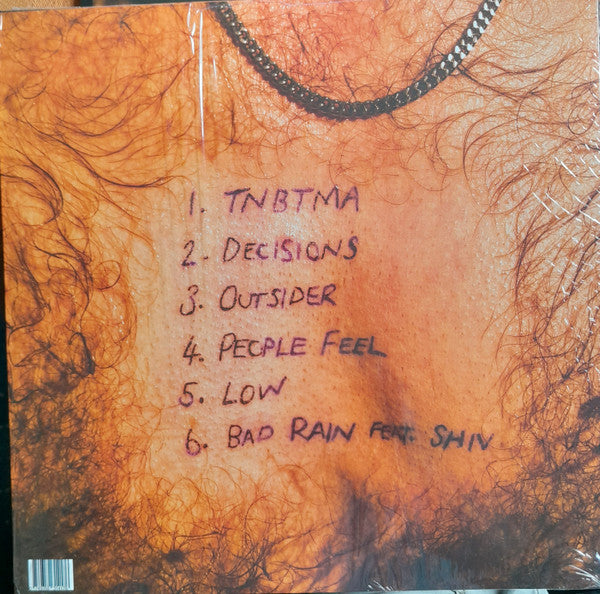 1. TNBTMA
2. DECISIONS
3. OUTSIDER
4. PEOPLE FEEL
5. LOW
6. BAD RAIN FEAT. SHIV